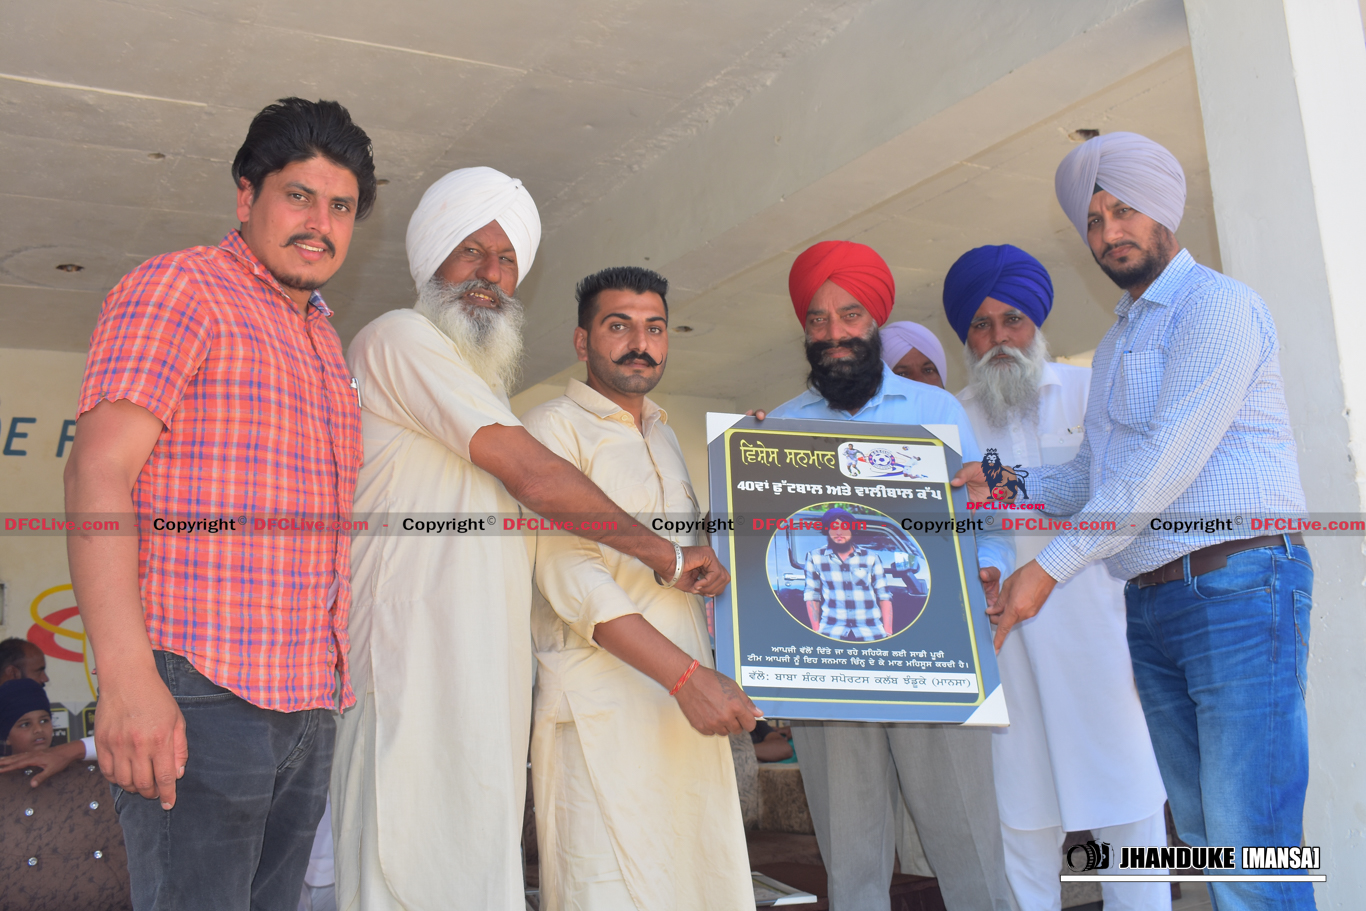 DE F
ਵਿਸ਼ੇਸ ਸਨਮਾਨ
40ਵਾਂ ਫੁੱਟਬਾਲ ਅਤੇ ਵਾਲੀਬਾਲ ਕੱਪ
DFCLive.com
DFCLive.com - Copyright© DFCLive.com - Copyright© DFCLive.com Copyright© DFCLive.com Copyright© DFCLive.com - Copyright© DFCLive.com
ਆਪਜੀ ਵੱਲੋਂ ਦਿੱਤੇ ਜਾ ਰਹੇ ਸਹਿਯੋਗ ਲਈ ਸਾਡੀ ਪੂਰੀ
ਟੀਮ ਆਪਜੀ ਨੂੰ ਇਹ ਸਨਮਾਨ ਚਿੰਨ੍ਹ ਦੇ ਕੇ ਮਾਣ ਮਹਿਸੂਸ ਕਰਦੀ ਹੈ।
ਵੱਲੋ: ਬਾਬਾ ਸ਼ੰਕਰ ਸਪੋਰਟਸ ਕਲੱਬ ਝੰਡੂਕੇ (ਮਾਨਸਾ)
JHANDUKE [MANSA]